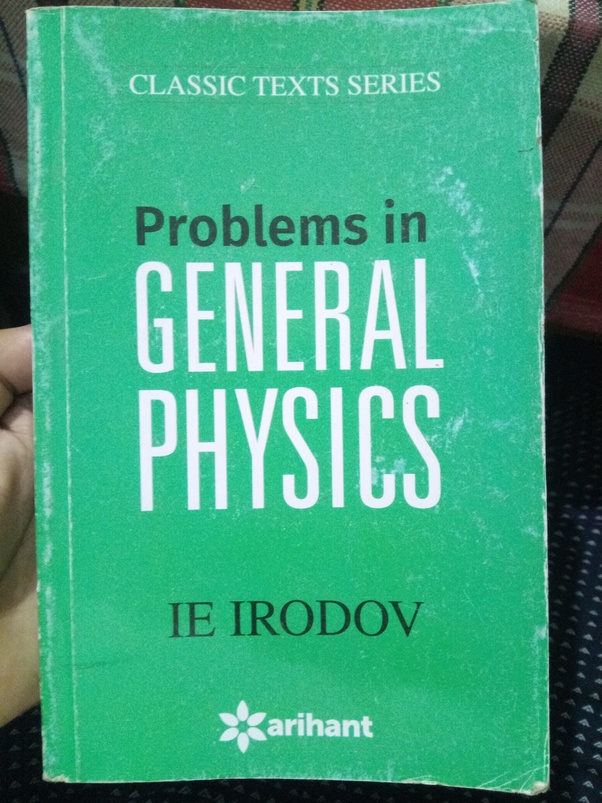 CLASSIC TEXTS SERIES
Problems in
GENERAL
PHYSICS
IE IRODOV
arihant